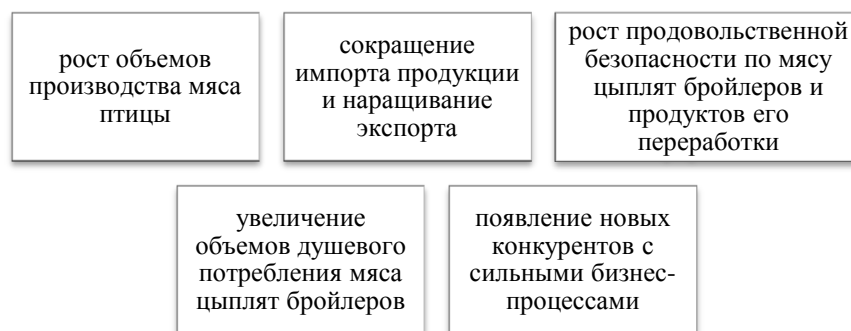 рост объемов
производства мяса
птицы
сокращение
импорта продукции
и наращивание
экспорта
рост продовольственной
безопасности по мясу
цыплят бройлеров и
продуктов его
переработки
увеличение
объемов душевого
потребления мяса
цыплят бройлеров
появление новых
конкурентов с
сильными бизнес-
процессами